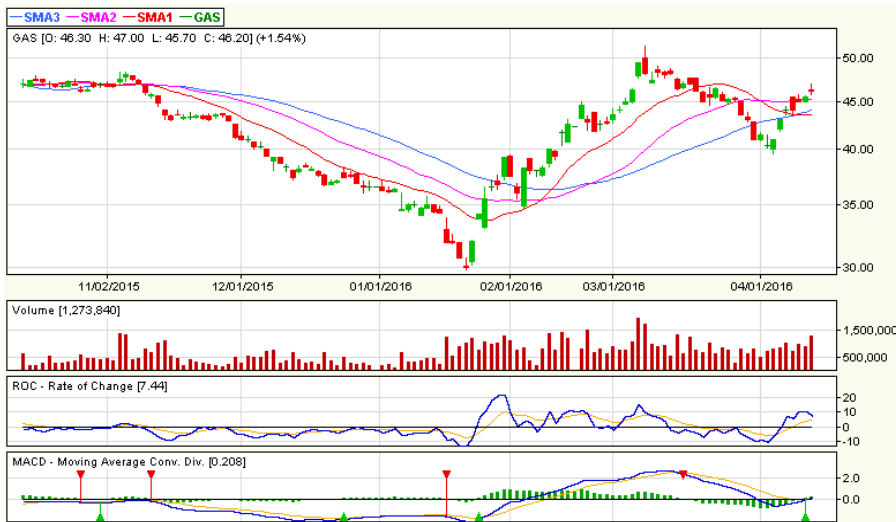 SMA3 SMA2 SMA1 GAS
GAS [O: 46.30 H: 47.00 L: 45.70 C: 46.20] (+1.54%)
50.00
45.00
40.00
35.00
30.00
11/02/2015 12/01/2015 01/01/2016 02/01/2016 03/01/2016 04/01/2016
Volume [1,273,840]
1,500,000
500,000
ROC - Rate of Change [7.44]
20
10
0
-10
MACD - Moving Average Conv. Div. [0.208]
2.0
0.0